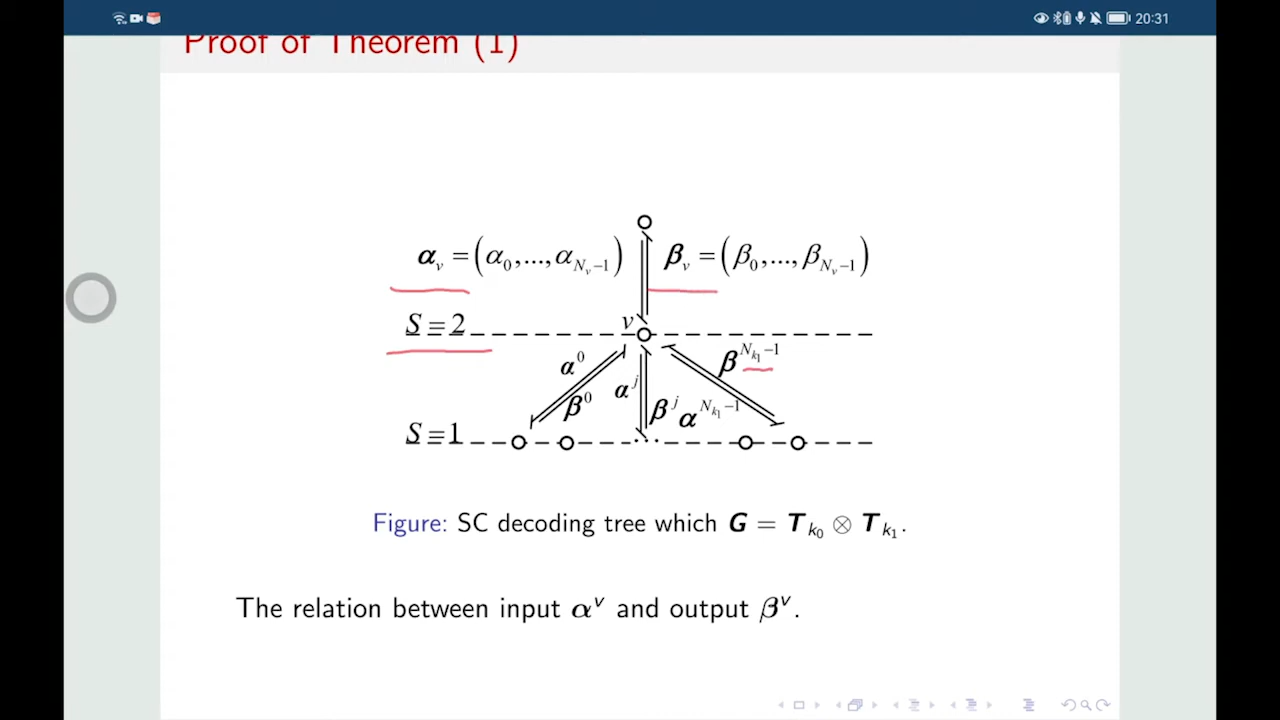 20:31
Proof of Theorem (1)
α_v = (α_0,...,α_{N_v−1}) β_v = (β_0,...,β_{N_v−1})
S ≡ 2 v
α^0 β^0 α^j β^j α^{N_{k_1}−1} β^{N_{k_1}−1}
S ≡ 1 ...
Figure: SC decoding tree which G = T_{k_0} ⊗ T_{k_1}.
The relation between input α^v and output β^v.